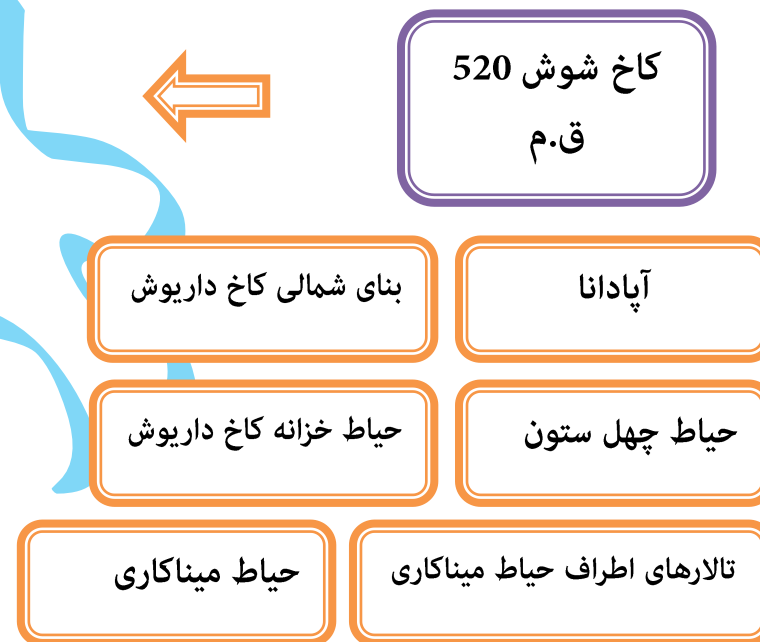 کاخ شوش 520
ق.م
آپادانا
بنای شمالی کاخ داریوش
حیاط چهل ستون
حیاط خزانه کاخ داریوش
تالارهای اطراف حیاط میناکاری
حیاط میناکاری